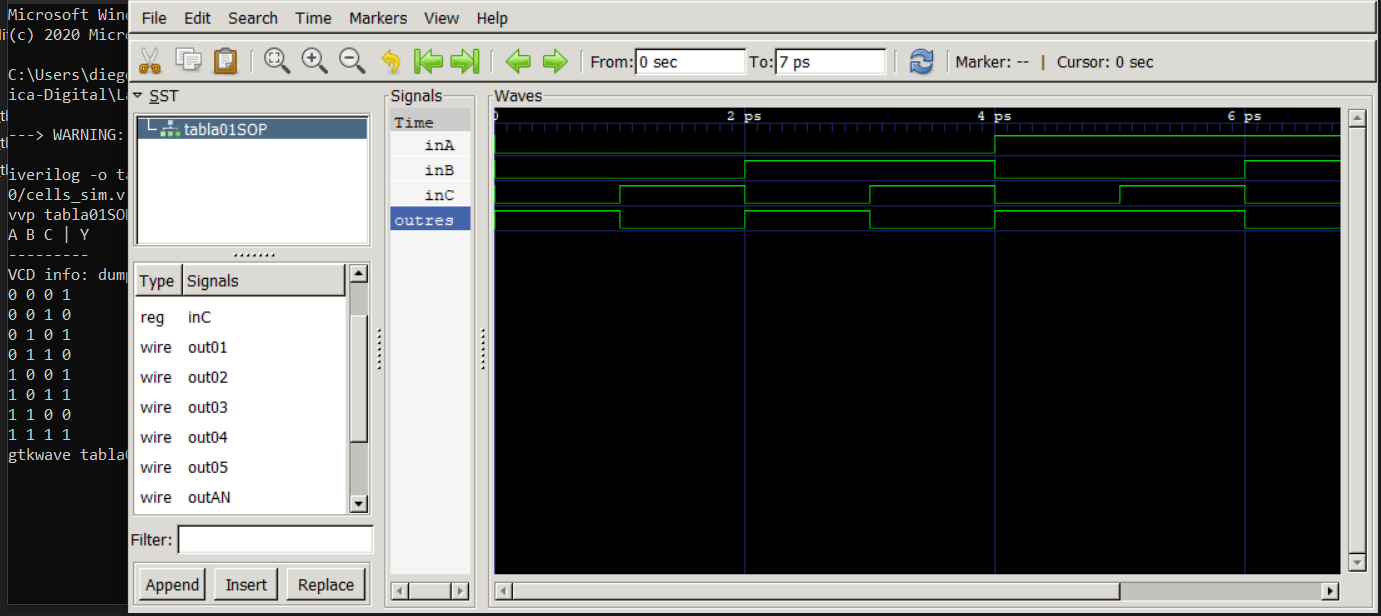 Microsoft Win
(c) 2020 Micr
C:\Users\dieg
ica-Digital\L
---> WARNING:
iverilog -o t
0/cells_sim.v
vvp tabla01SO
A B C | Y
---------
VCD info: dum
0 0 0 1
0 0 1 0
0 1 0 1
0 1 1 0
1 0 0 1
1 0 1 1
1 1 0 0
1 1 1 1
gtkwave tabla
File Edit Search Time Markers View Help
From: 0 sec To: 7 ps Marker: -- | Cursor: 0 sec
SST
tabla01SOP
Type Signals
reg inC
wire out01
wire out02
wire out03
wire out04
wire out05
wire outAN
Filter:
Append Insert Replace
Signals
Time
inA
inB
inC
outres
Waves
0 2 ps 4 ps 6 ps